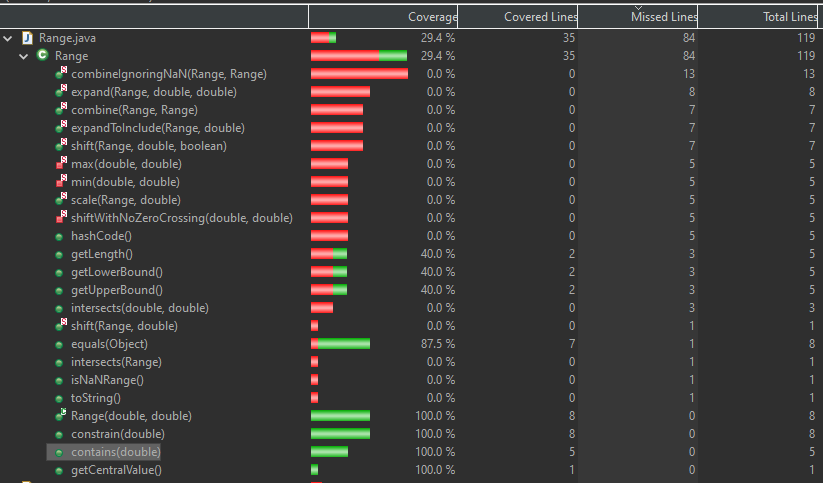 Coverage Covered Lines Missed Lines Total Lines
Range.java 29.4 % 35 84 119
Range 29.4 % 35 84 119
combineIgnoringNaN(Range, Range) 0.0 % 0 13 13
expand(Range, double, double) 0.0 % 0 8 8
combine(Range, Range) 0.0 % 0 7 7
expandToInclude(Range, double) 0.0 % 0 7 7
shift(Range, double, boolean) 0.0 % 0 7 7
max(double, double) 0.0 % 0 5 5
min(double, double) 0.0 % 0 5 5
scale(Range, double) 0.0 % 0 5 5
shiftWithNoZeroCrossing(double, double) 0.0 % 0 5 5
hashCode() 0.0 % 0 5 5
getLength() 40.0 % 2 3 5
getLowerBound() 40.0 % 2 3 5
getUpperBound() 40.0 % 2 3 5
intersects(double, double) 0.0 % 0 3 3
shift(Range, double) 0.0 % 0 1 1
equals(Object) 87.5 % 7 1 8
intersects(Range) 0.0 % 0 1 1
isNaNRange() 0.0 % 0 1 1
toString() 0.0 % 0 1 1
Range(double, double) 100.0 % 8 0 8
constrain(double) 100.0 % 8 0 8
contains(double) 100.0 % 5 0 5
getCentralValue() 100.0 % 1 0 1